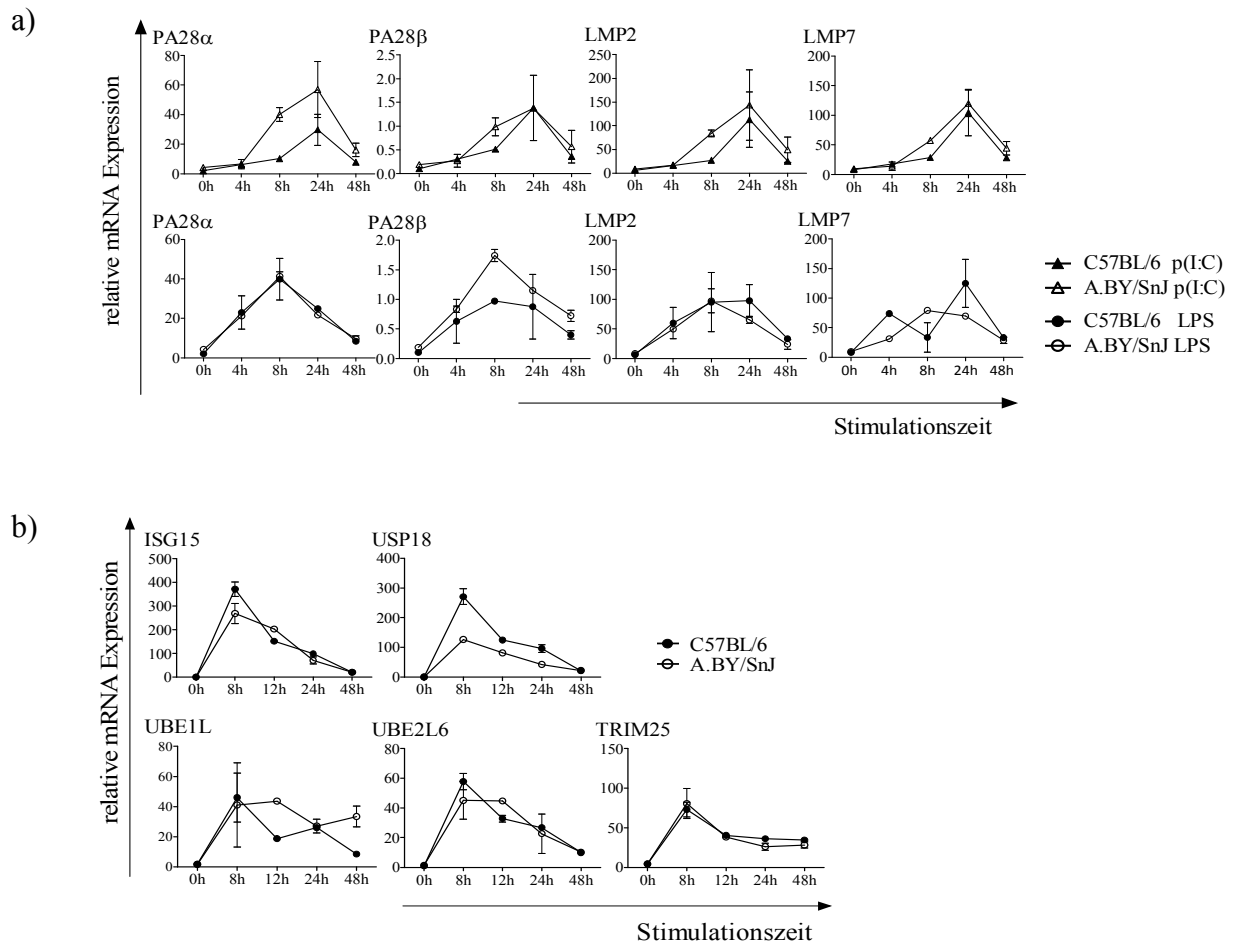 a)
relative mRNA Expression
PA28α
80
60
40
20
0
0h 4h 8h 24h 48h
PA28β
2.5
2.0
1.5
1.0
0.5
0.0
0h 4h 8h 24h 48h
LMP2
250
200
150
100
50
0
0h 4h 8h 24h 48h
LMP7
250
200
150
100
50
0
0h 4h 8h 24h 48h
PA28α
60
40
20
0
0h 4h 8h 24h 48h
PA28β
2.0
1.5
1.0
0.5
0.0
0h 4h 8h 24h 48h
LMP2
200
150
100
50
0
0h 4h 8h 24h 48h
LMP7
200
150
100
50
0
0h 4h 8h 24h 48h
C57BL/6 p(I:C)
A.BY/SnJ p(I:C)
C57BL/6 LPS
A.BY/SnJ LPS
Stimulationszeit
b)
relative mRNA Expression
ISG15
500
400
300
200
100
0
0h 8h 12h 24h 48h
USP18
400
300
200
100
0
0h 8h 12h 24h 48h
C57BL/6
A.BY/SnJ
UBE1L
80
60
40
20
0
0h 8h 12h 24h 48h
UBE2L6
80
60
40
20
0
0h 8h 12h 24h 48h
TRIM25
150
100
50
0
0h 8h 12h 24h 48h
Stimulationszeit